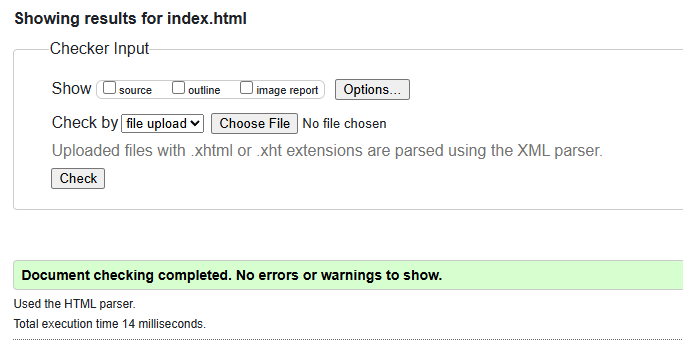 Showing results for index.html
Checker Input
Show source outline image report Options...
Check by file upload Choose File No file chosen
Uploaded files with .xhtml or .xht extensions are parsed using the XML parser.
Check
Document checking completed. No errors or warnings to show.
Used the HTML parser.
Total execution time 14 milliseconds.